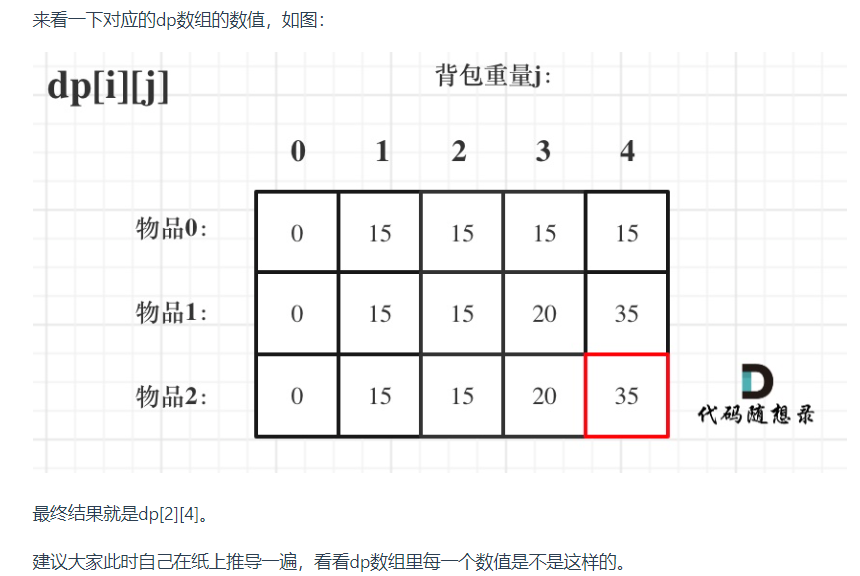 来看一下对应的dp数组的数值，如图：
背包重量j:
dp[i][j]
0 1 2 3 4
物品0: 0 15 15 15 15
物品1: 0 15 15 20 35
物品2: 0 15 15 20 35
D
代码随想录
最终结果就是dp[2][4]。
建议大家此时自己在纸上推导一遍，看看dp数组里每一个数值是不是这样的。